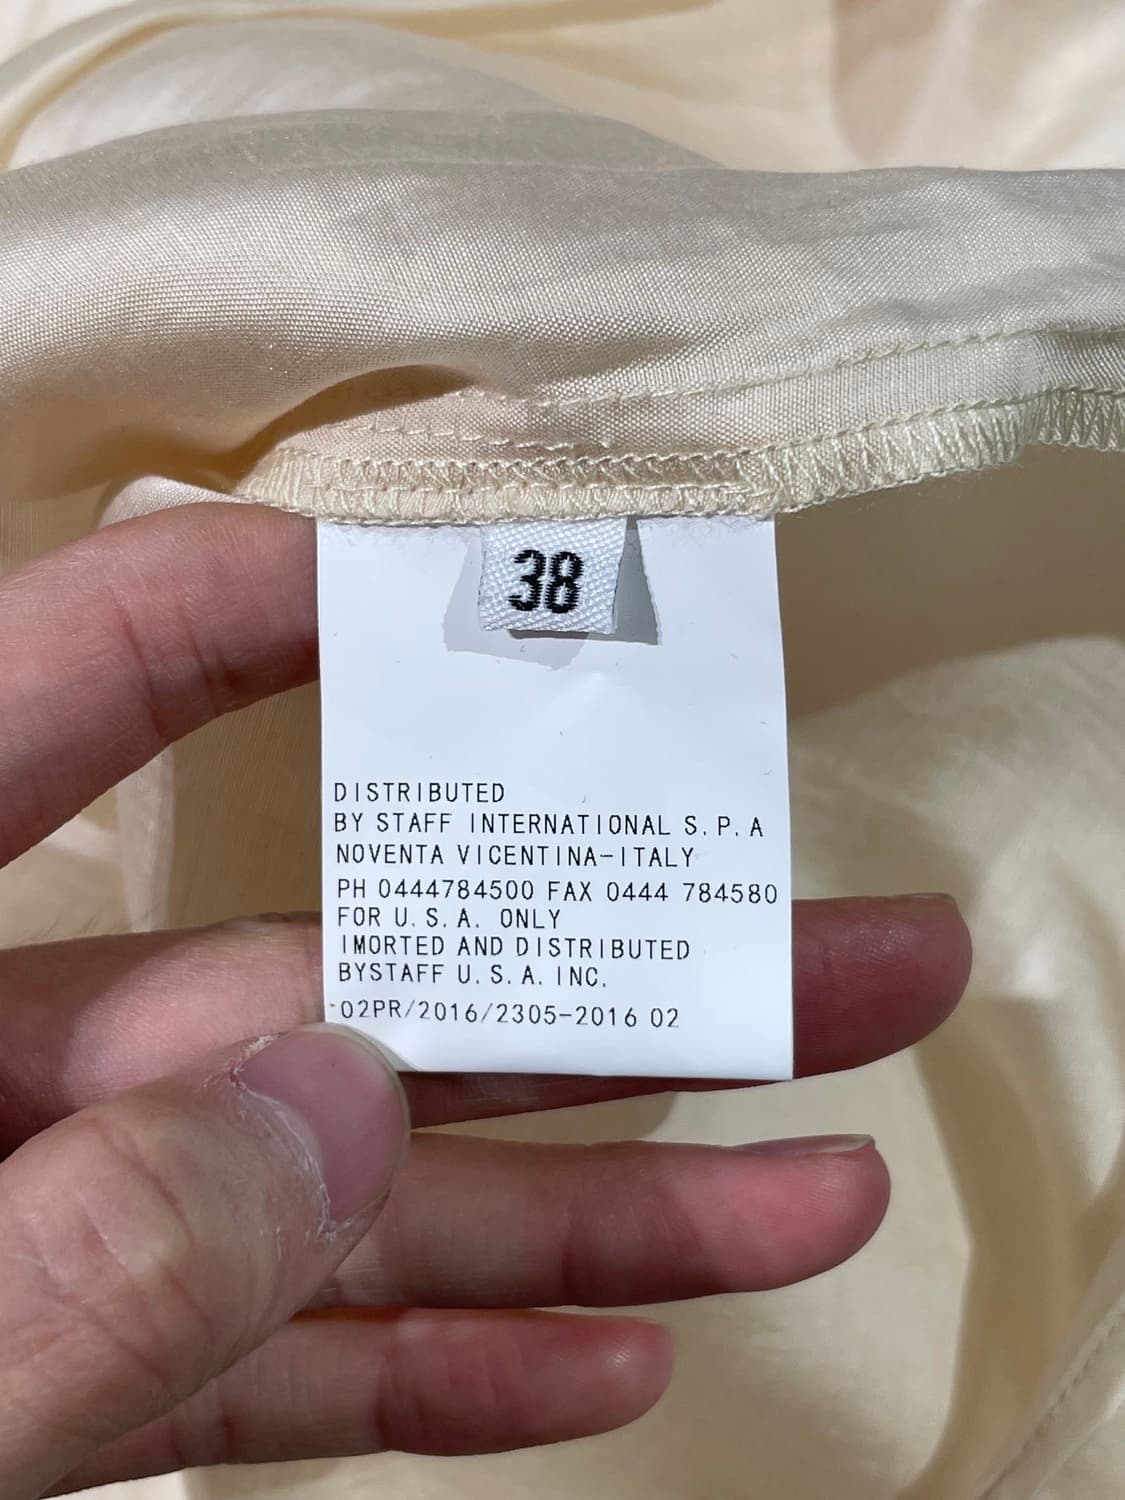 38
DISTRIBUTED
BY STAFF INTERNATIONAL S.P.A
NOVENTA VICENTINA-ITALY
PH 0444784500 FAX 0444 784580
FOR U.S.A. ONLY
IMORTED AND DISTRIBUTED
BYSTAFF U.S.A. INC.
02PR/2016/2305-2016 02